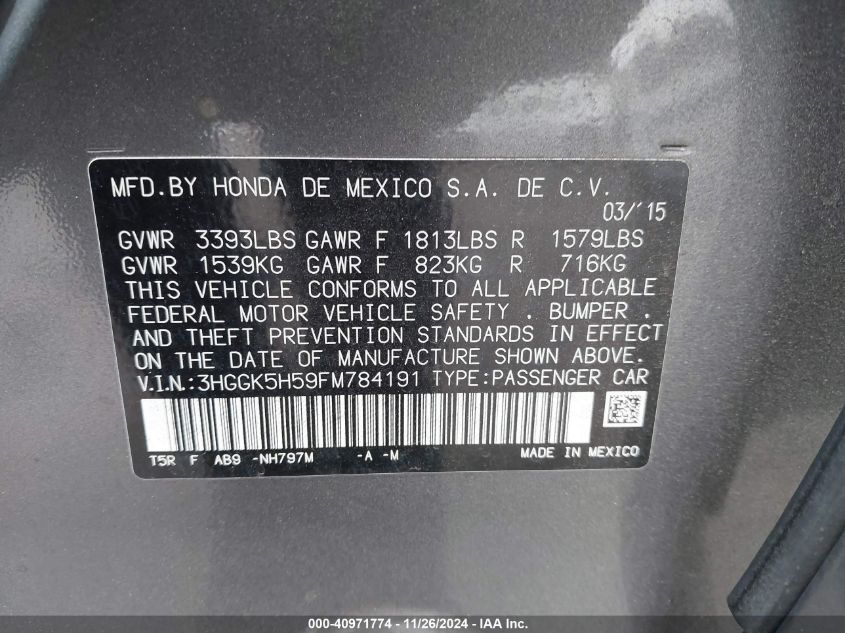 MFD.BY HONDA DE MEXICO S.A. DE C.V.
03/'15
GVWR 3393LBS GAWR F 1813LBS R 1579LBS
GVWR 1539KG GAWR F 823KG R 716KG
THIS VEHICLE CONFORMS TO ALL APPLICABLE
FEDERAL MOTOR VEHICLE SAFETY . BUMPER .
AND THEFT PREVENTION STANDARDS IN EFFECT
ON THE DATE OF MANUFACTURE SHOWN ABOVE.
V.I.N.:3HGGK5H59FM784191 TYPE:PASSENGER CAR
T5R F AB9 -NH797M -A -M MADE IN MEXICO
000-40971774 - 11/26/2024 - IAA Inc.